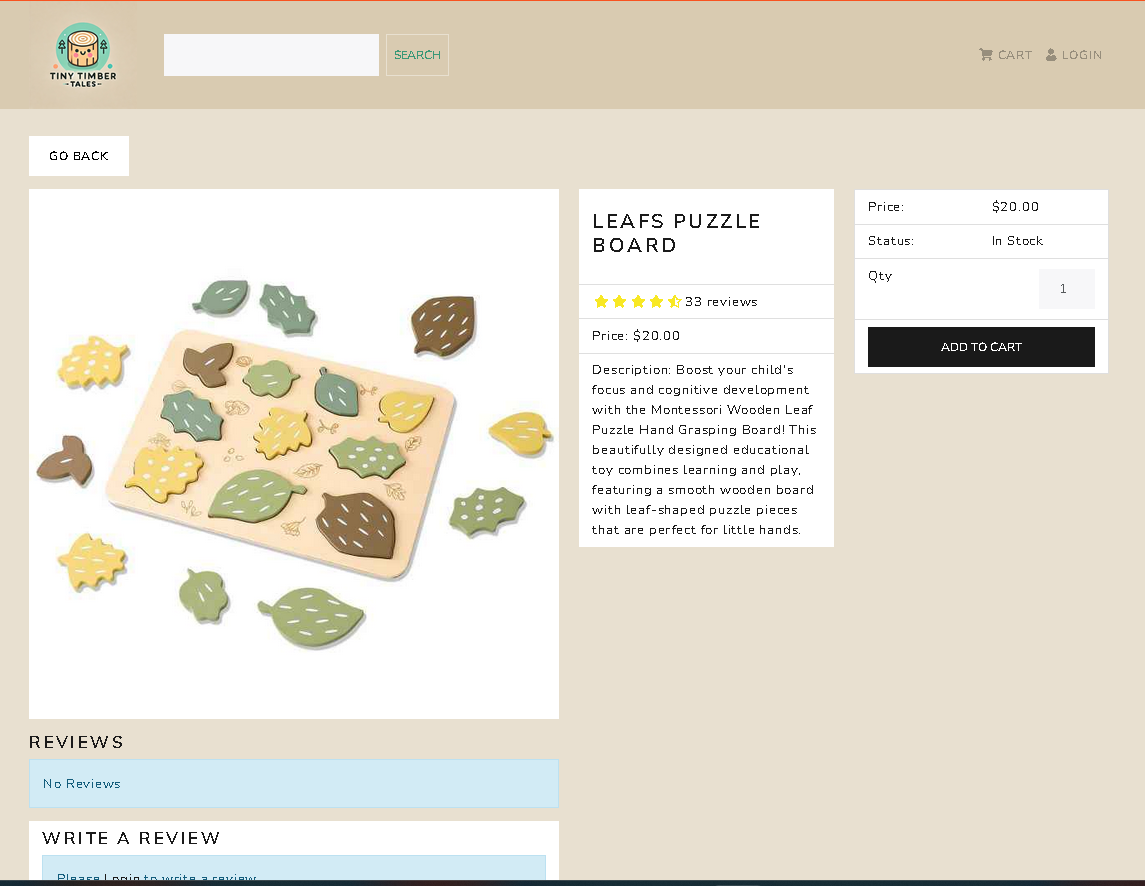 TINY TIMBER
-TALES-
SEARCH
CART
LOGIN
GO BACK
LEAFS PUZZLE
BOARD
33 reviews
Price: $20.00
Description: Boost your child's
focus and cognitive development
with the Montessori Wooden Leaf
Puzzle Hand Grasping Board! This
beautifully designed educational
toy combines learning and play,
featuring a smooth wooden board
with leaf-shaped puzzle pieces
that are perfect for little hands.
Price: $20.00
Status: In Stock
Qty 1
ADD TO CART
REVIEWS
No Reviews
WRITE A REVIEW
Please Login to write a review